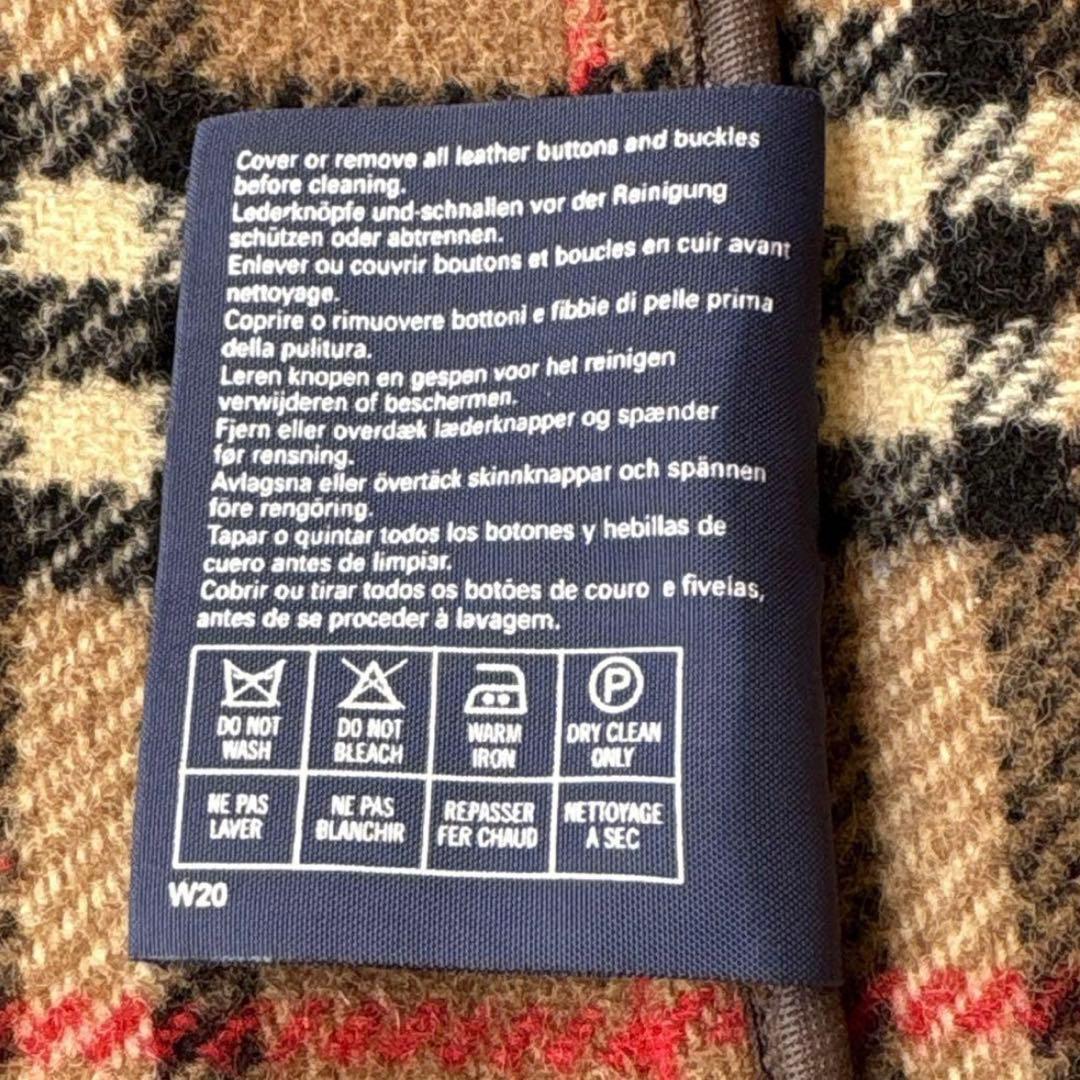 Cover or remove all leather buttons and buckles
before cleaning.
Lederknöpfe und-schnallen vor der Reinigung
schützen oder abtrennen.
Enlever ou couvrir boutons et boucles en cuir avant
nettoyage.
Coprire o rimuovere bottoni e fibbie di pelle prima
della pulitura.
Leren knopen en gespen voor het reinigen
verwijderen of beschermen.
Fjern eller overdæk læderknapper og spænder
før rensning.
Avlagsna eller övertäck skinnknappar och spännen
före rengöring.
Tapar o quintar todos los botones y hebillas de
cuero antes de limpiar.
Cobrir ou tirar todos os botões de couro e fivelas,
antes de se proceder à lavagem.
P
DO NOT WASH
DO NOT BLEACH
WARM IRON
DRY CLEAN ONLY
NE PAS LAVER
NE PAS BLANCHIR
REPASSER FER CHAUD
NETTOYAGE A SEC
W20